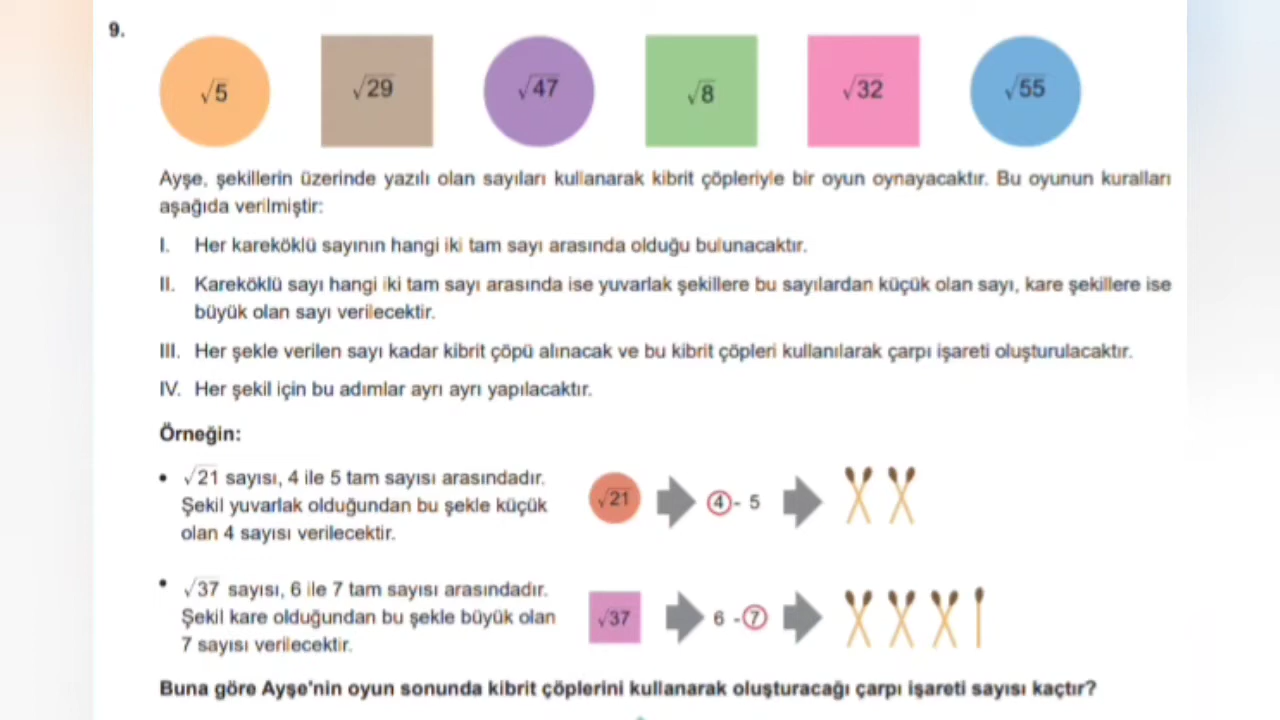 9.
√5 √29 √47 √8 √32 √55
Ayşe, şekillerin üzerinde yazılı olan sayıları kullanarak kibrit çöpleriyle bir oyun oynayacaktır. Bu oyunun kuralları
aşağıda verilmiştir:
I. Her kareköklü sayının hangi iki tam sayı arasında olduğu bulunacaktır.
II. Kareköklü sayı hangi iki tam sayı arasında ise yuvarlak şekillere bu sayılardan küçük olan sayı, kare şekillere ise
büyük olan sayı verilecektir.
III. Her şekle verilen sayı kadar kibrit çöpü alınacak ve bu kibrit çöpleri kullanılarak çarpı işareti oluşturulacaktır.
IV. Her şekil için bu adımlar ayrı ayrı yapılacaktır.
Örneğin:
• √21 sayısı, 4 ile 5 tam sayısı arasındadır.
Şekil yuvarlak olduğundan bu şekle küçük
olan 4 sayısı verilecektir.
√21 4 - 5
• √37 sayısı, 6 ile 7 tam sayısı arasındadır.
Şekil kare olduğundan bu şekle büyük olan
7 sayısı verilecektir.
√37 6 - 7
Buna göre Ayşe'nin oyun sonunda kibrit çöplerini kullanarak oluşturacağı çarpı işareti sayısı kaçtır?